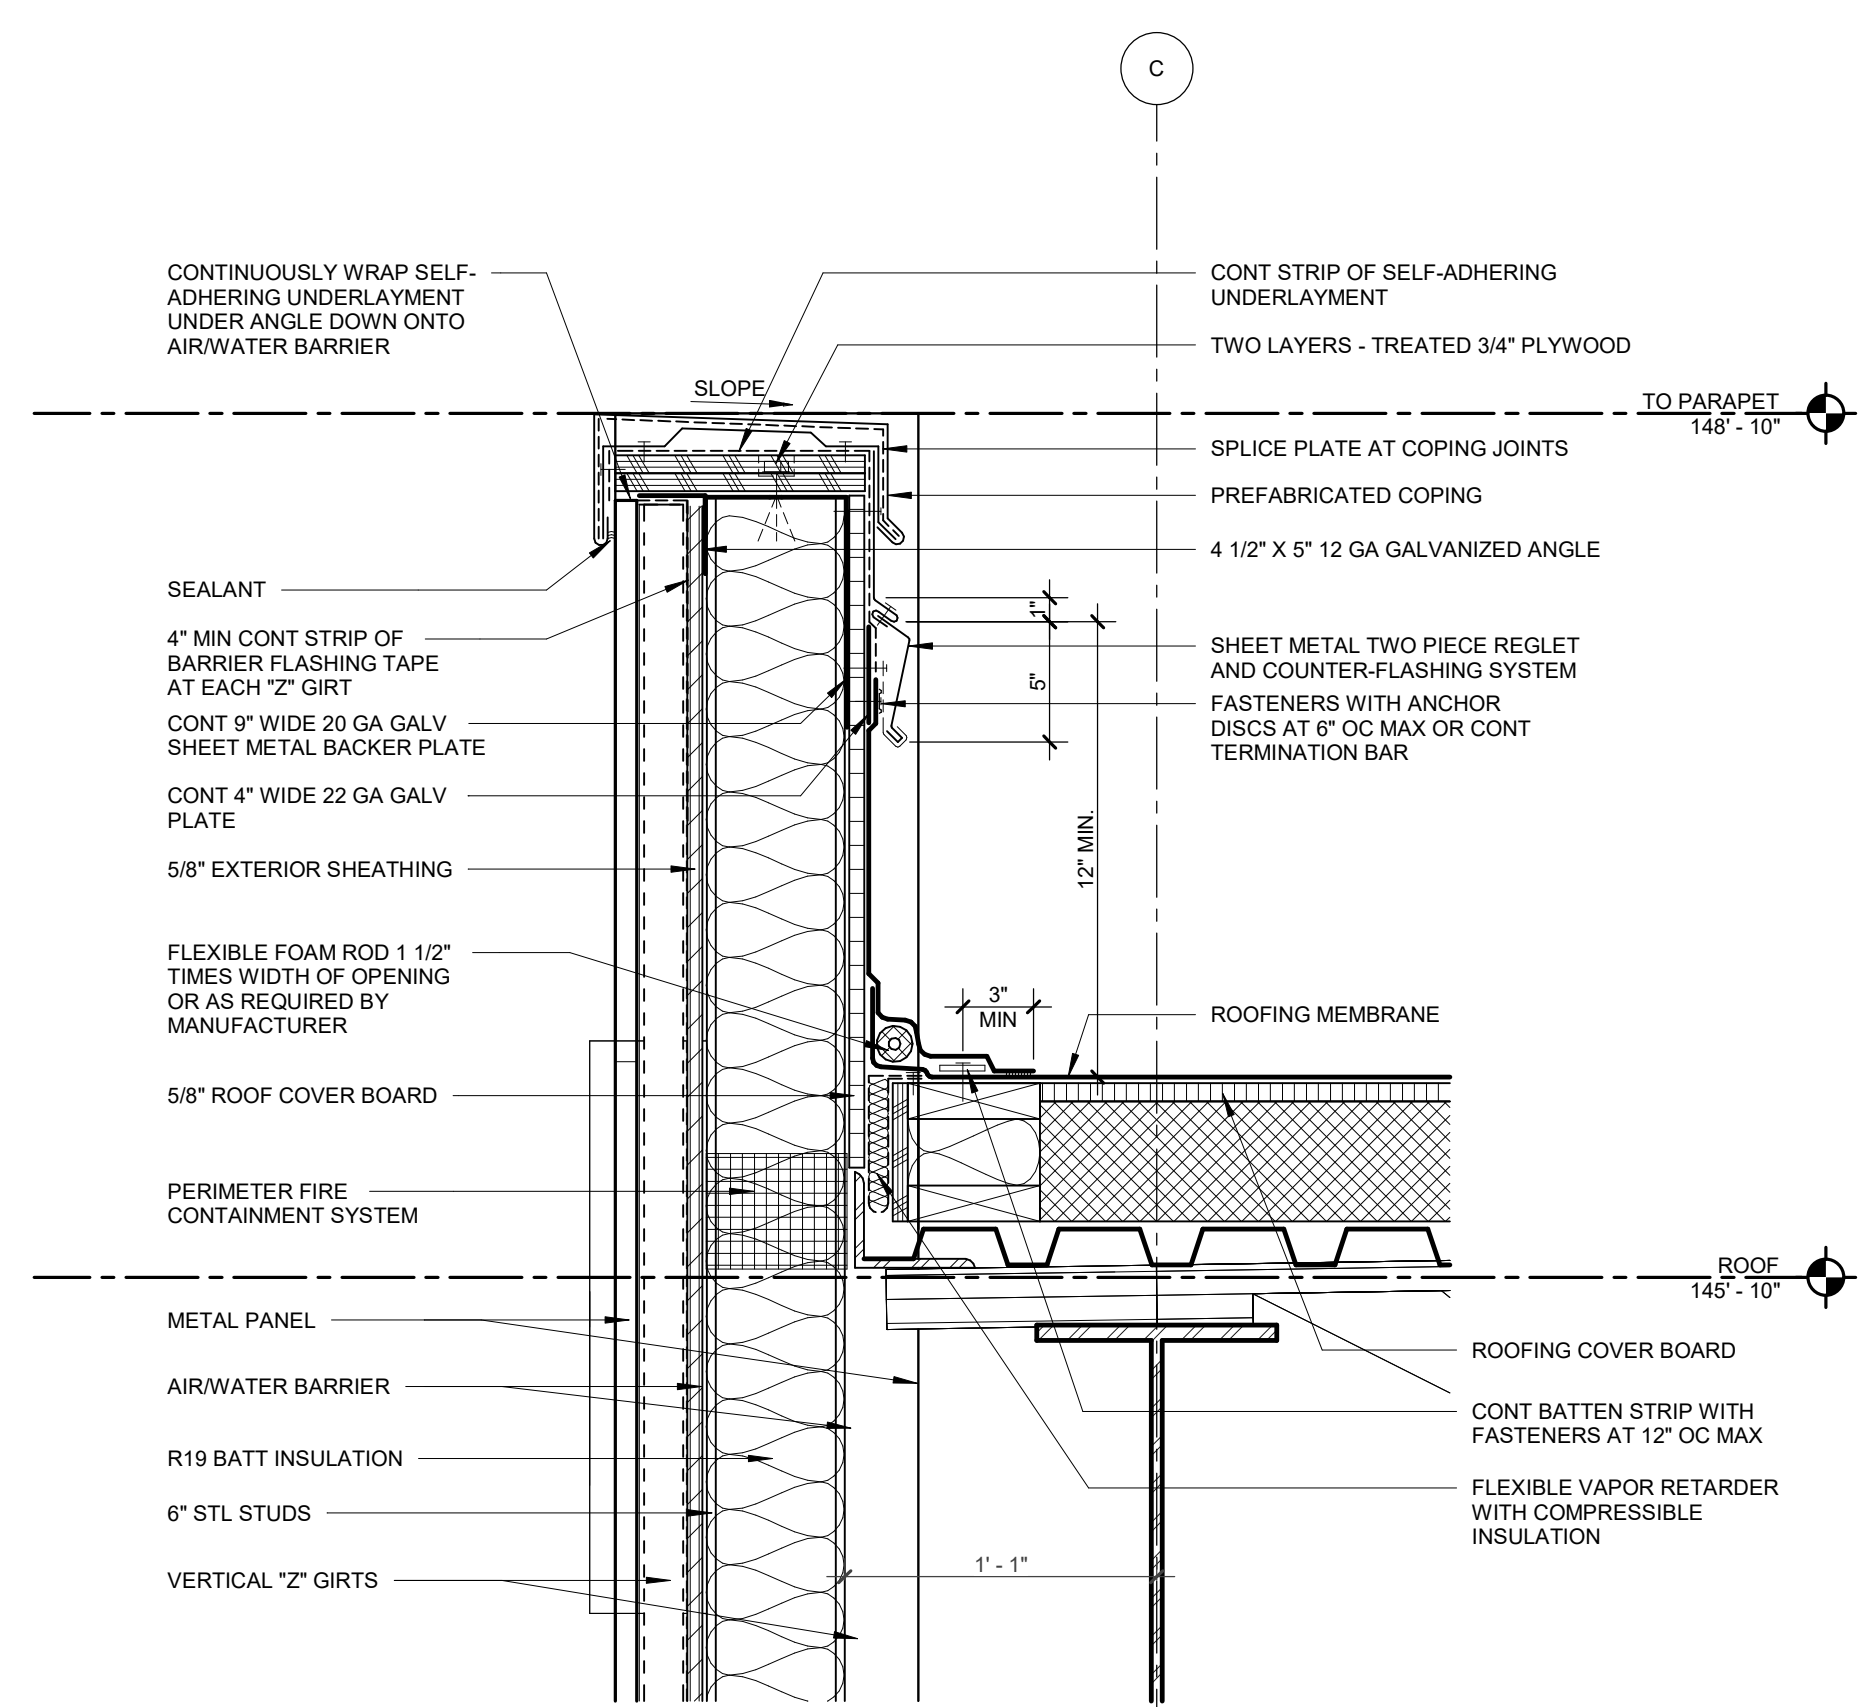 C
CONTINUOUSLY WRAP SELF-
ADHERING UNDERLAYMENT
UNDER ANGLE DOWN ONTO
AIR/WATER BARRIER
CONT STRIP OF SELF-ADHERING
UNDERLAYMENT
TWO LAYERS - TREATED 3/4" PLYWOOD
SLOPE
TO PARAPET
148' - 10"
SPLICE PLATE AT COPING JOINTS
PREFABRICATED COPING
4 1/2" X 5" 12 GA GALVANIZED ANGLE
SEALANT
4" MIN CONT STRIP OF
BARRIER FLASHING TAPE
AT EACH "Z" GIRT
1"
SHEET METAL TWO PIECE REGLET
AND COUNTER-FLASHING SYSTEM
5"
FASTENERS WITH ANCHOR
DISCS AT 6" OC MAX OR CONT
TERMINATION BAR
CONT 9" WIDE 20 GA GALV
SHEET METAL BACKER PLATE
CONT 4" WIDE 22 GA GALV
PLATE
12" MIN.
5/8" EXTERIOR SHEATHING
FLEXIBLE FOAM ROD 1 1/2"
TIMES WIDTH OF OPENING
OR AS REQUIRED BY
MANUFACTURER
3"
MIN
ROOFING MEMBRANE
5/8" ROOF COVER BOARD
PERIMETER FIRE
CONTAINMENT SYSTEM
ROOF
145' - 10"
METAL PANEL
ROOFING COVER BOARD
AIR/WATER BARRIER
CONT BATTEN STRIP WITH
FASTENERS AT 12" OC MAX
R19 BATT INSULATION
FLEXIBLE VAPOR RETARDER
WITH COMPRESSIBLE
INSULATION
6" STL STUDS
1' - 1"
VERTICAL "Z" GIRTS